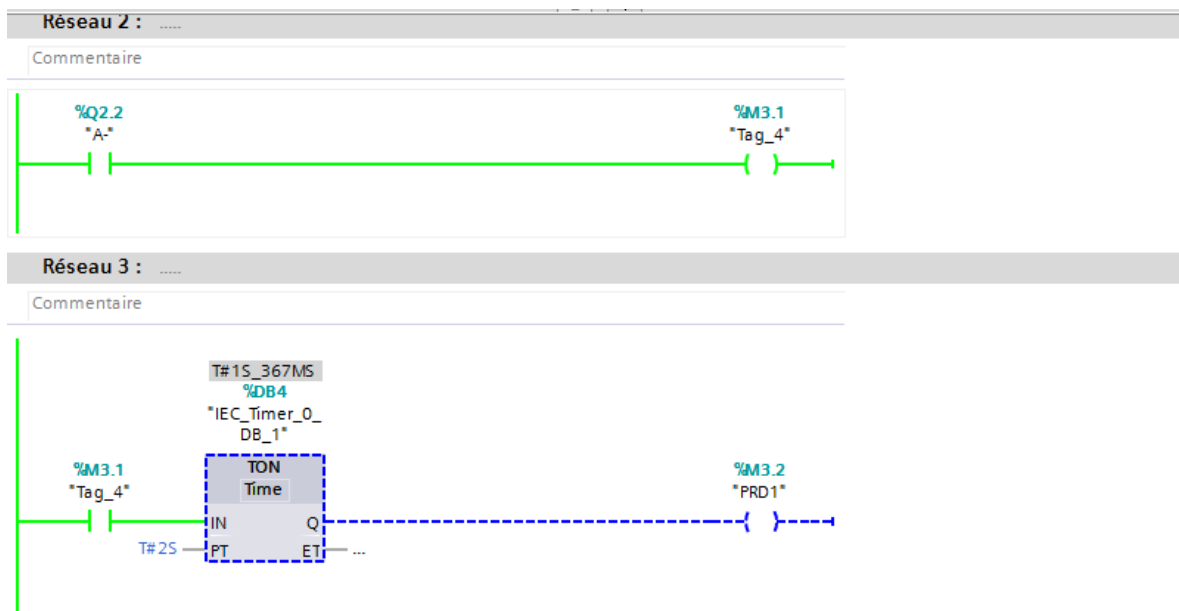 Réseau 2 : .....
Commentaire
%Q2.2
"A-"
%M3.1
"Tag_4"
Réseau 3 : .....
Commentaire
T#1S_367MS
%DB4
"IEC_Timer_0_
DB_1"
%M3.1
"Tag_4"
TON
Time
IN
Q
T#2S
PT
ET
...
%M3.2
"PRD1"